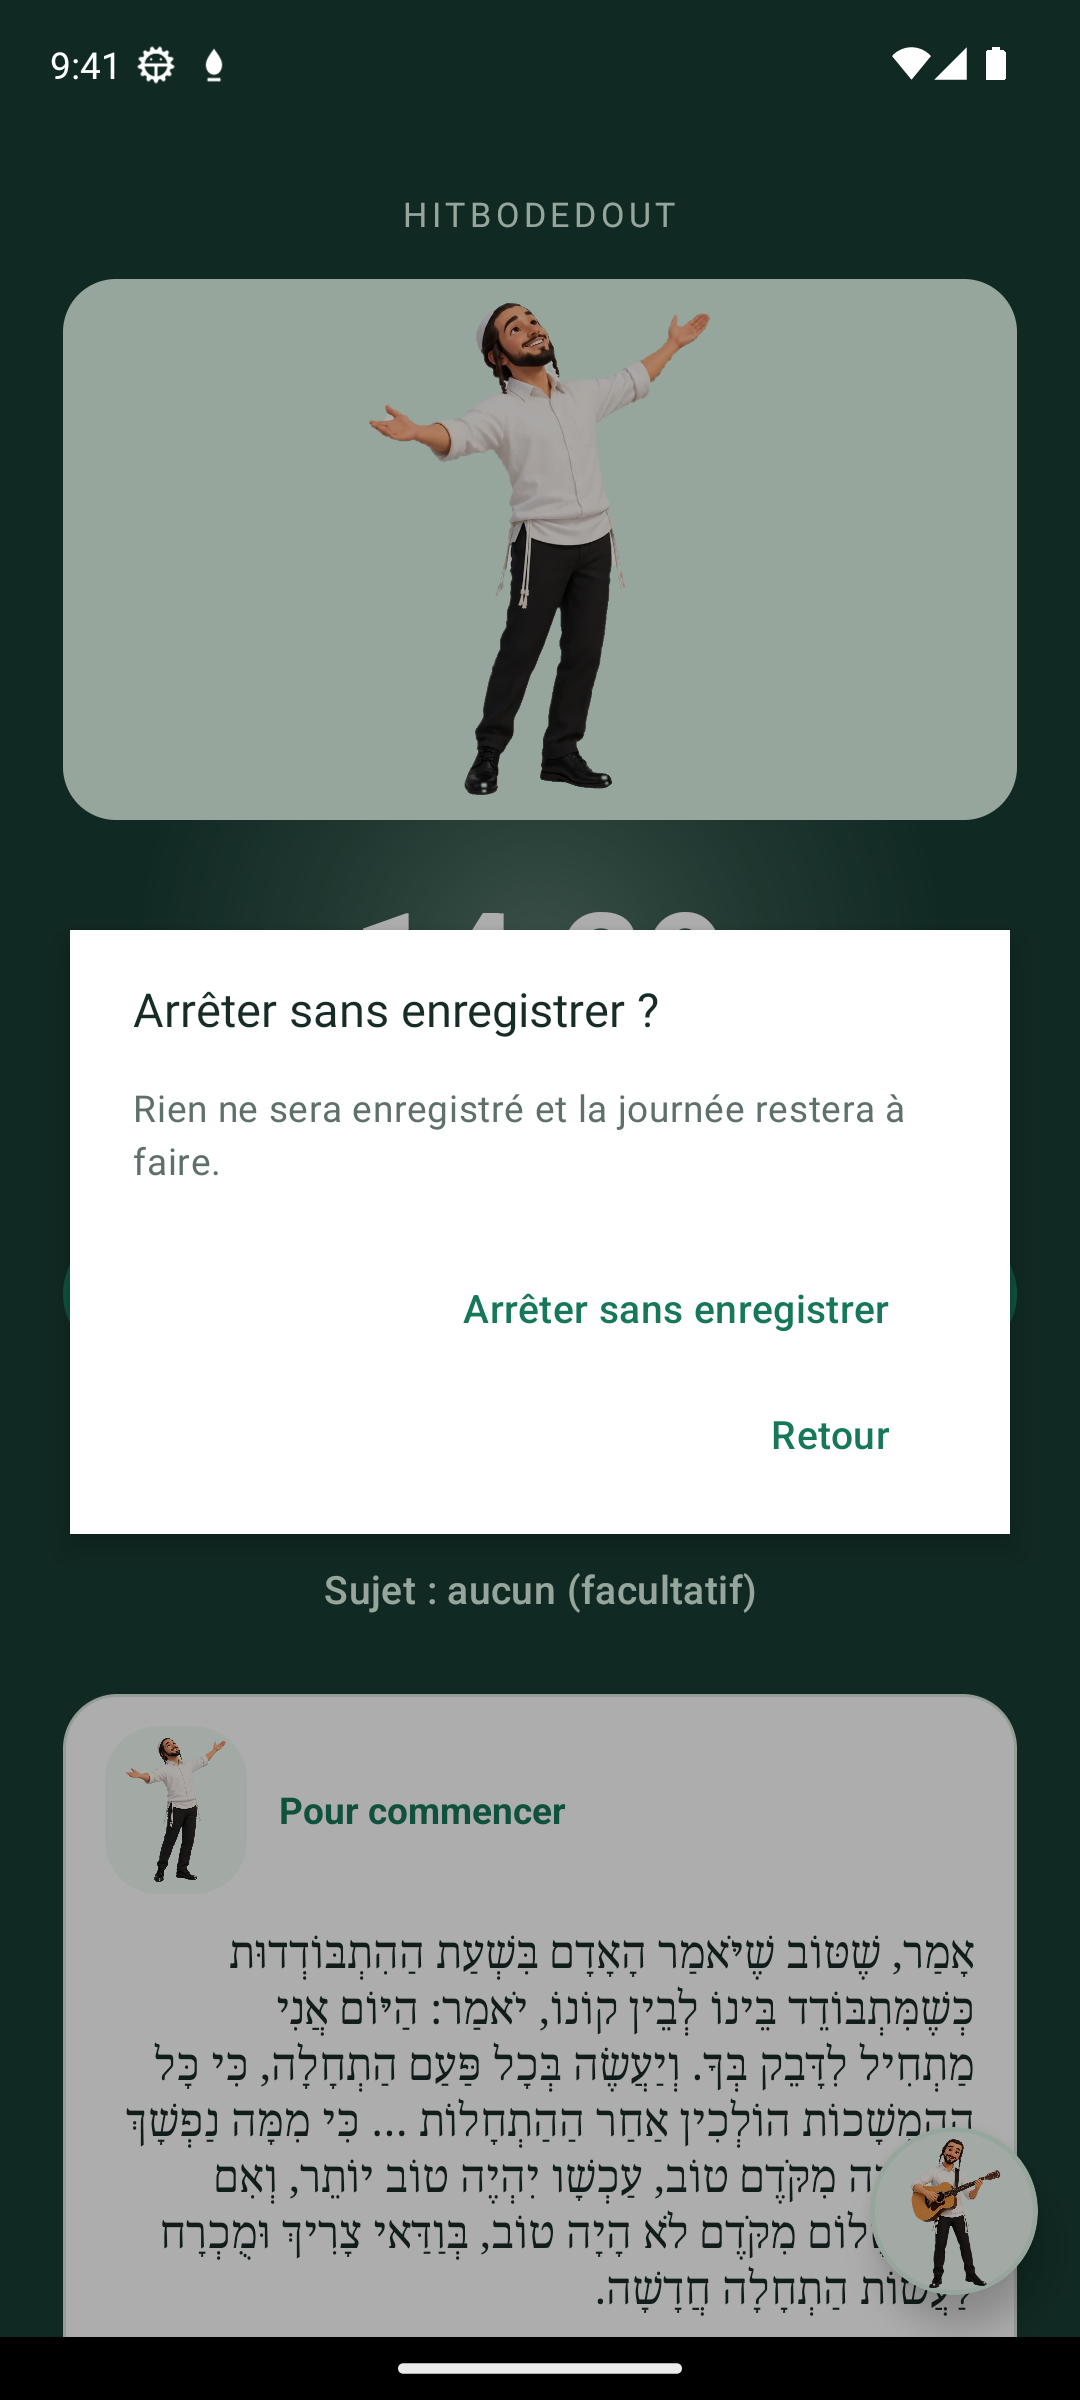 9:41
HITBODEDOUT
Arrêter sans enregistrer ?
Rien ne sera enregistré et la journée restera à
faire.
Arrêter sans enregistrer
Retour
Sujet : aucun (facultatif)
Pour commencer
אָמַר, שֶׁטּוֹב שֶׁיֹּאמַר הָאָדָם בִּשְׁעַת הַהִתְבּוֹדְדוּת
כְּשֶׁמִּתְבּוֹדֵד בֵּינוֹ לְבֵין קוֹנוֹ, יֹאמַר: הַיּוֹם אֲנִי
מַתְחִיל לְדָּבֵק בְּךָ. וְיַעֲשֶׂה בְּכָל פַּעַם הַתְחָלָה, כִּי כָּל
הַהַמְשָׁכוֹת הוֹלְכִין אַחַר הַהַתְחָלוֹת ... כִּי מִמָּה נַפְשָׁךְ
מִקֹּדֶם טוֹב, עַכְשָׁו יִהְיֶה טוֹב יוֹתֵר, וְאִם
מִקֹּדֶם לֹא הָיָה טוֹב, בְּוַדַּאי צָרִיךְ וּמֻכְרָח
לַעֲשׂוֹת הַתְחָלָה חֲדָשָׁה.